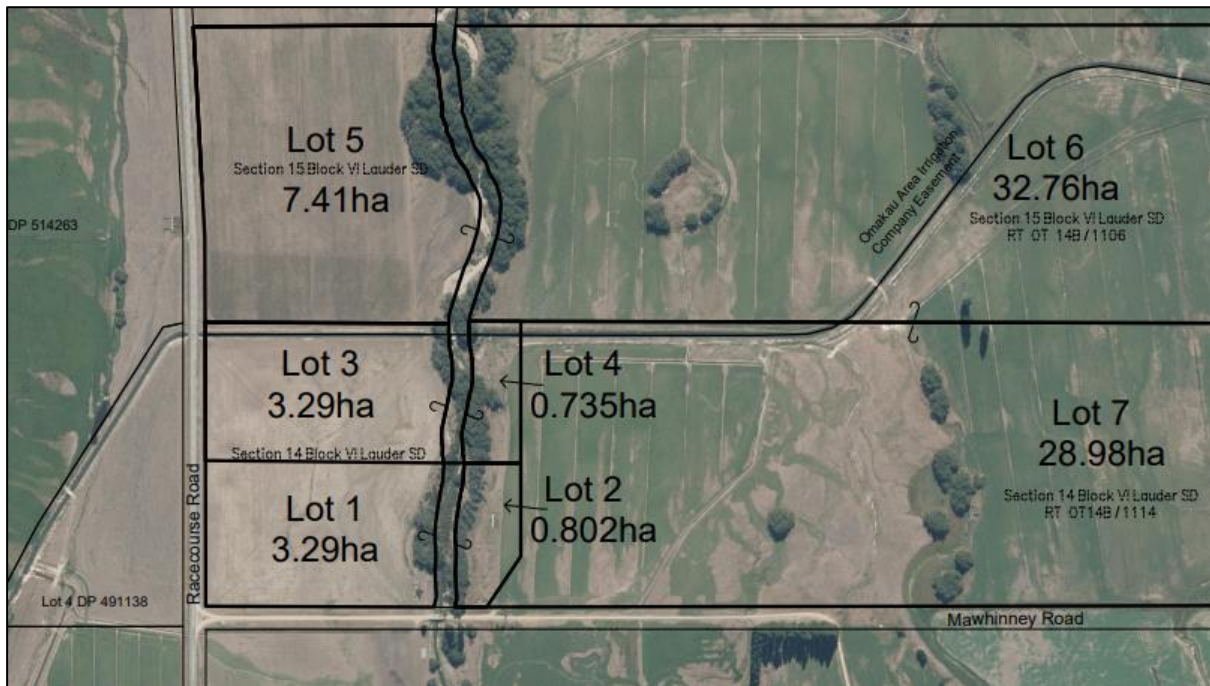 Lot 5
Section 15 Block VI Lauder SD
7.41ha
DP 514263
Omakau Area Irrigation
Company Easement
Lot 6
32.76ha
Section 15 Block VI Lauder SD
RT OT 14B/1106
Lot 3
3.29ha
Section 14 Block VI Lauder SD
Lot 4
0.735ha
Lot 7
28.98ha
Section 14 Block VI Lauder SD
RT OT14B/1114
Lot 1
3.29ha
Lot 2
0.802ha
Racecourse Road
Lot 4 DP 491138
Mawhinney Road